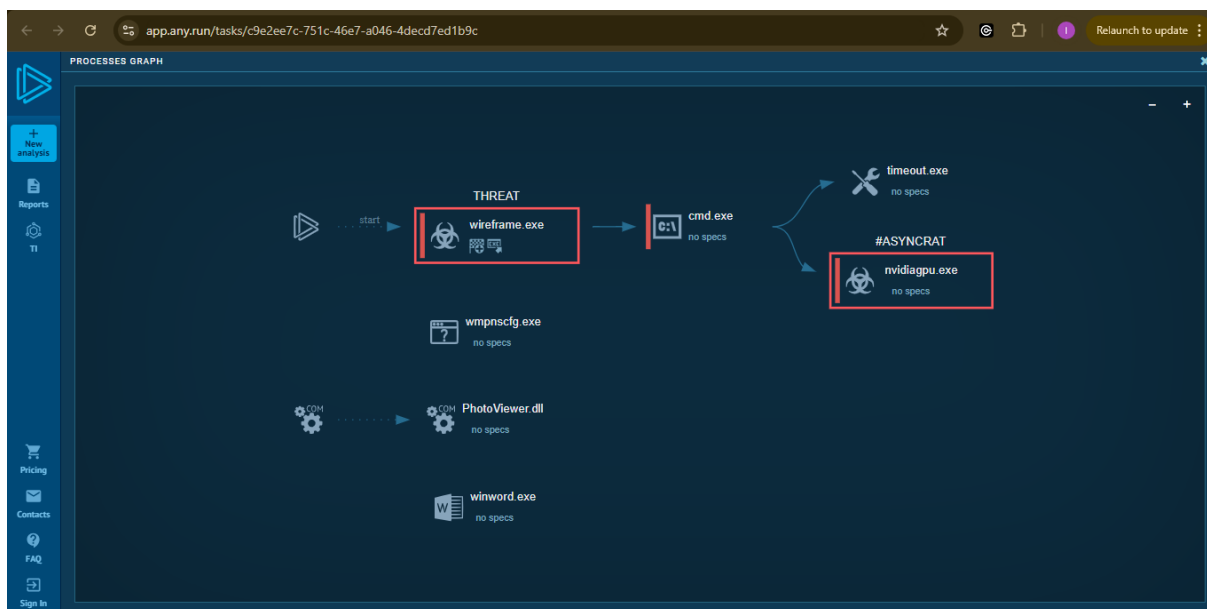 app.any.run/tasks/c9e2ee7c-751c-46e7-a046-4decd7ed1b9c
I
Relaunch to update
PROCESSES GRAPH
+
New
analysis
Reports
TI
Pricing
Contacts
FAQ
Sign In
− +
start
THREAT
wireframe.exe
EXE
C:\
cmd.exe
no specs
timeout.exe
no specs
#ASYNCRAT
nvidiagpu.exe
no specs
?
wmpnscfg.exe
no specs
COM
COM
PhotoViewer.dll
no specs
W
winword.exe
no specs